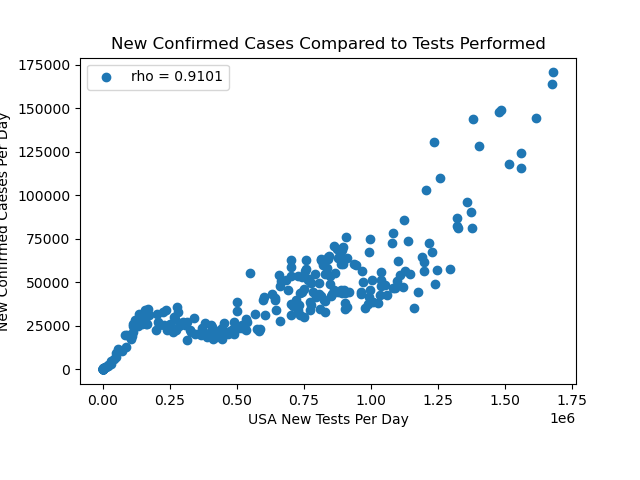 New Confirmed Cases Compared to Tests Performed
rho = 0.9101
175000
150000
125000
100000
75000
50000
25000
0
New Confirmed Caeses Per Day
0.00 0.25 0.50 0.75 1.00 1.25 1.50 1.75
1e6
USA New Tests Per Day